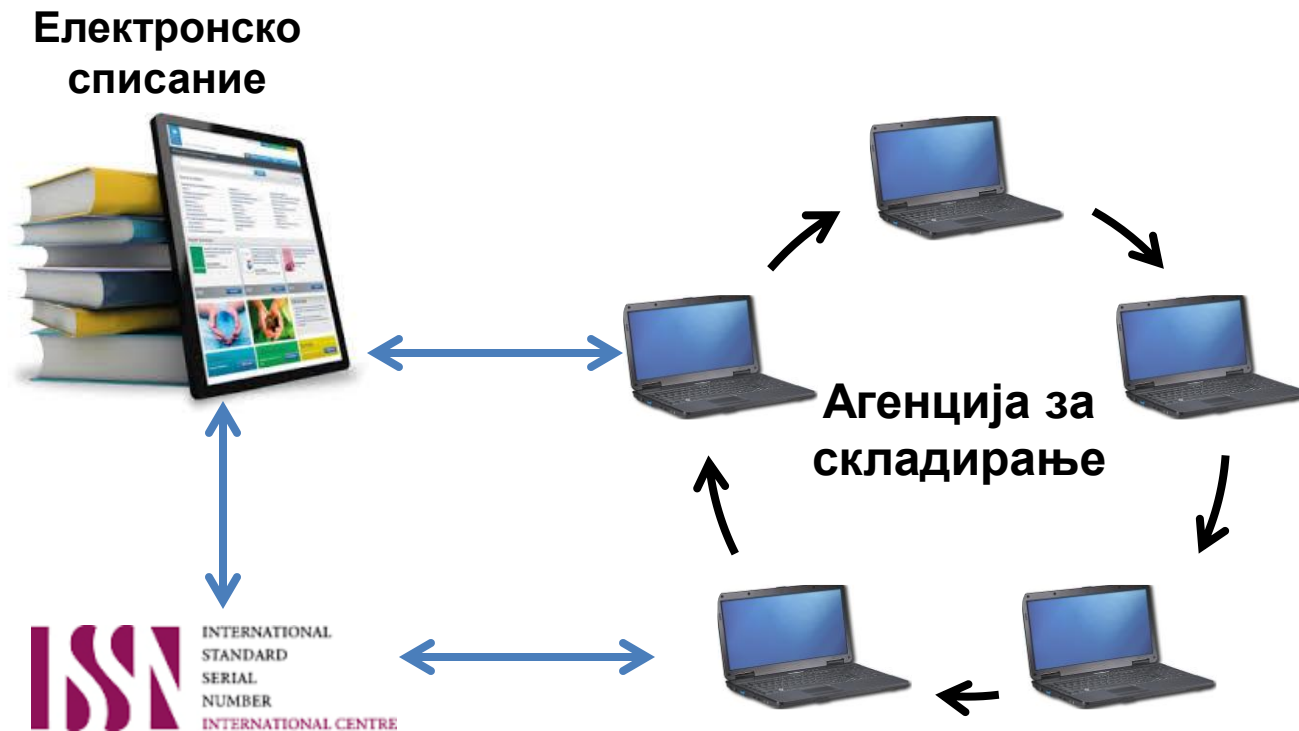 Електронско
списание
Агенција за
складирање
ISSN
INTERNATIONAL
STANDARD
SERIAL
NUMBER
INTERNATIONAL CENTRE